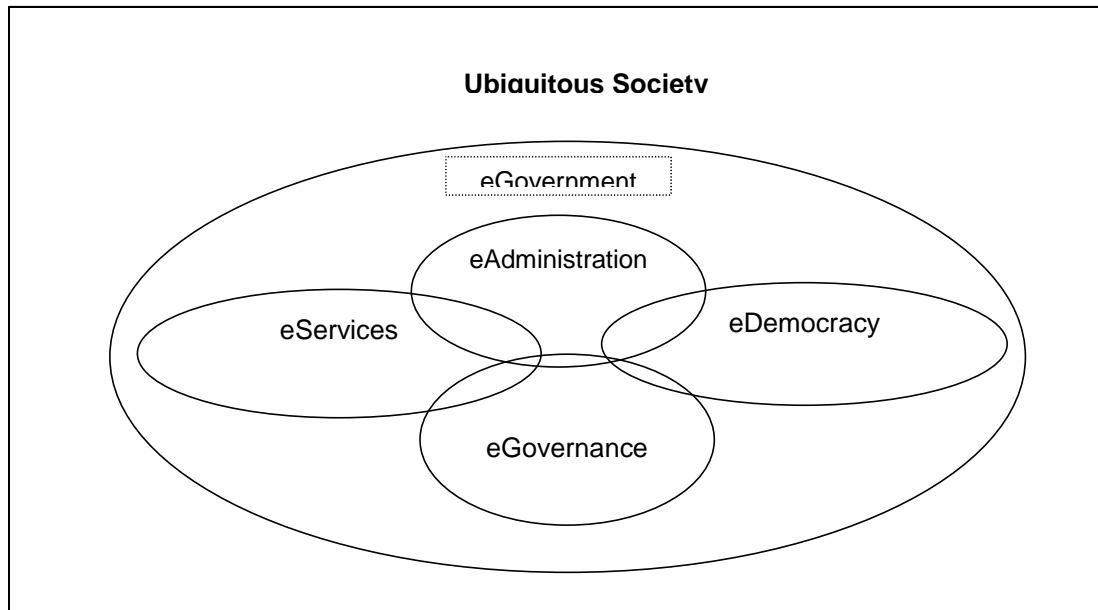 Ubiquitous Society
eGovernment
eAdministration
eServices
eDemocracy
eGovernance